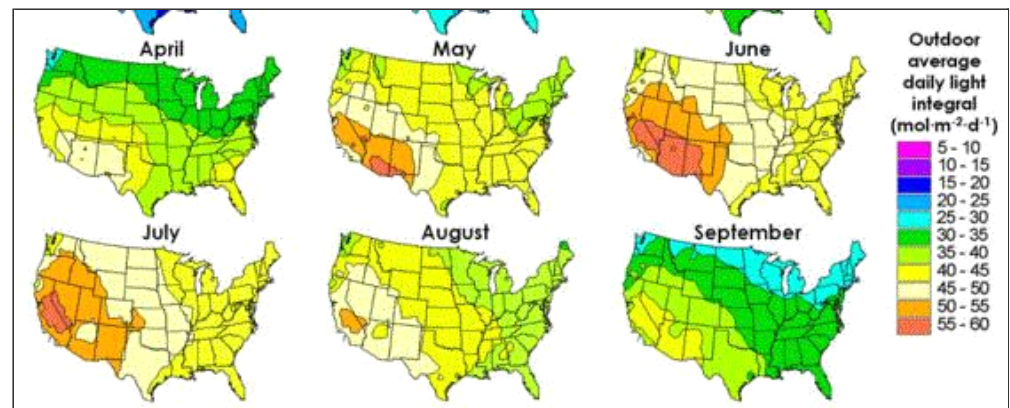 April
May
June
Outdoor
average
daily light
integral
(mol·m-2·d-1)
5 - 10
10 - 15
15 - 20
20 - 25
25 - 30
30 - 35
35 - 40
40 - 45
45 - 50
50 - 55
55 - 60
July
August
September